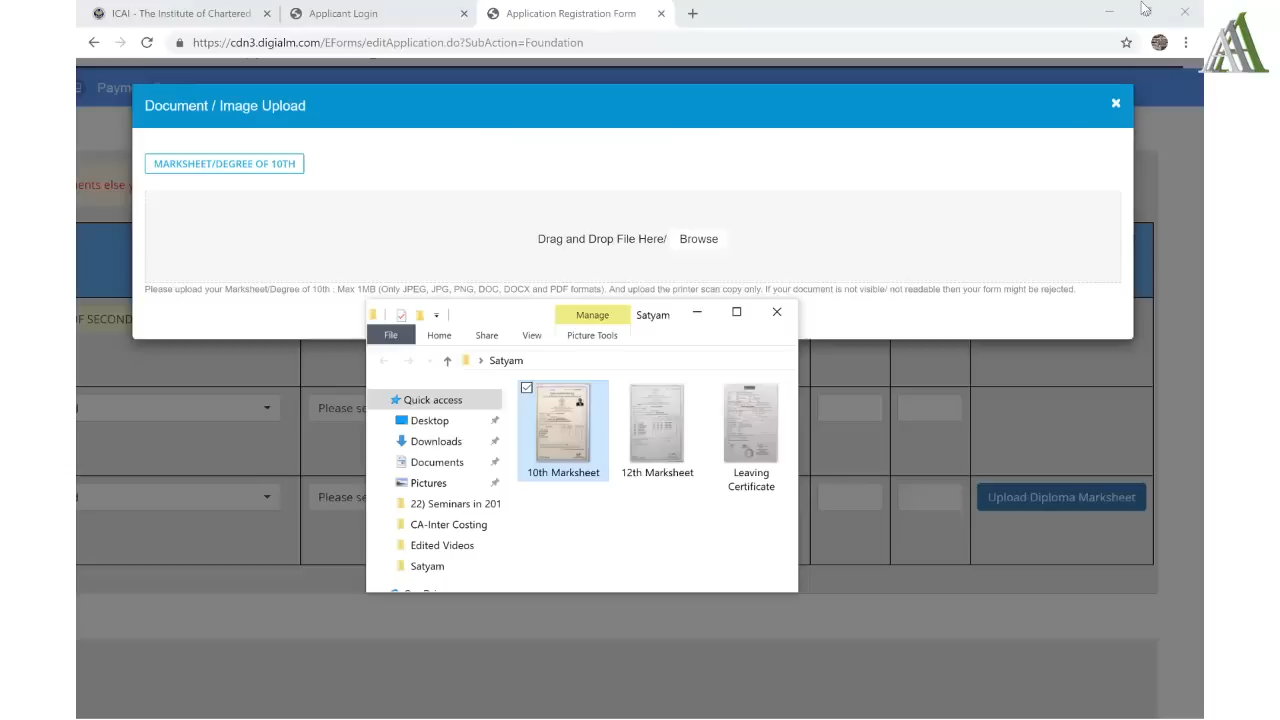 ICAI - The Institute of Chartered
Applicant Login
Application Registration Form
https://cdn3.digialm.com/EForms/editApplication.do?SubAction=Foundation
Document / Image Upload
MARKSHEET/DEGREE OF 10TH
ents else y
Drag and Drop File Here/ Browse
Please upload your Marksheet/Degree of 10th : Max 1MB (Only JPEG, JPG, PNG, DOC, DOCX and PDF formats). And upload the printer scan copy only. If your document is not visible/ not readable then your form might be rejected.
OF SECOND
Manage Satyam
File Home Share View Picture Tools
Satyam
Quick access
Desktop
Downloads
Documents
Pictures
22) Seminars in 201
CA-Inter Costing
Edited Videos
Satyam
10th Marksheet
12th Marksheet
Leaving
Certificate
Please se
Please se
Upload Diploma Marksheet